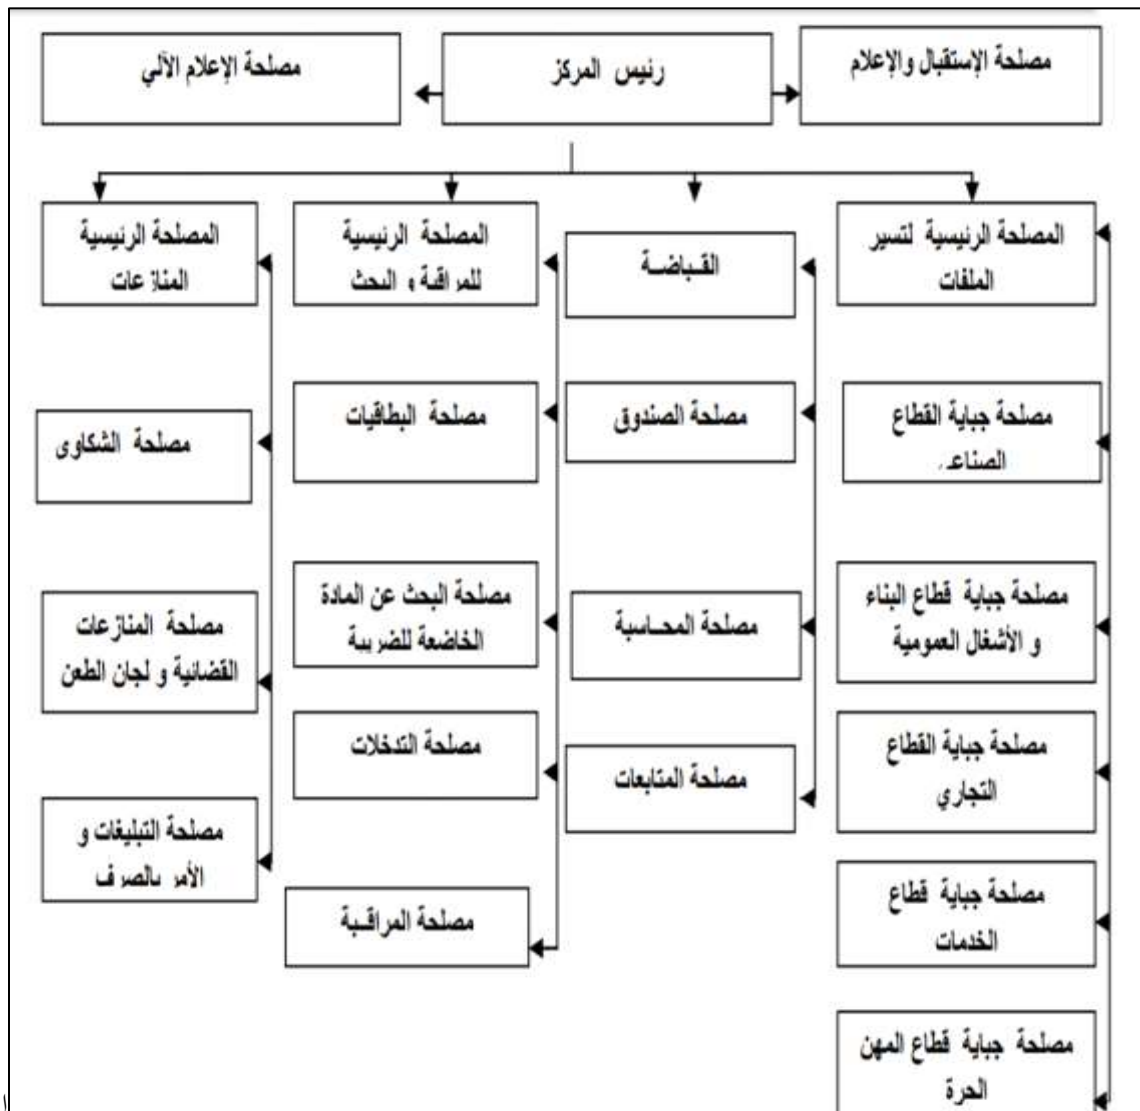 مصلحة الإستقبال والإعلام
رئيس المركز
مصلحة الإعلام الآلي
المصلحة الرئيسية لتسير
الملفات
القـباضـة
المصلحة الرئيسية
للمراقبة و البحث
المصلحة الرئيسية
المنازعات
مصلحة جباية القطاع
الصناعي
مصلحة الصندوق
مصلحة البطاقيات
مصلحة الشكاوى
مصلحة جباية قطاع البناء
و الأشغال العمومية
مصلحة المحـاسبة
مصلحة البحث عن المادة
الخاضعة للضريبة
مصلحة المنازعات
القضائية و لجان الطعن
مصلحة جباية القطاع
التجاري
مصلحة المتابعات
مصلحة التدخلات
مصلحة التبليغات و
الأمر بالصرف
مصلحة جباية قطاع
الخدمات
مصلحة المراقـبة
مصلحة جباية قطاع المهن
الحرة